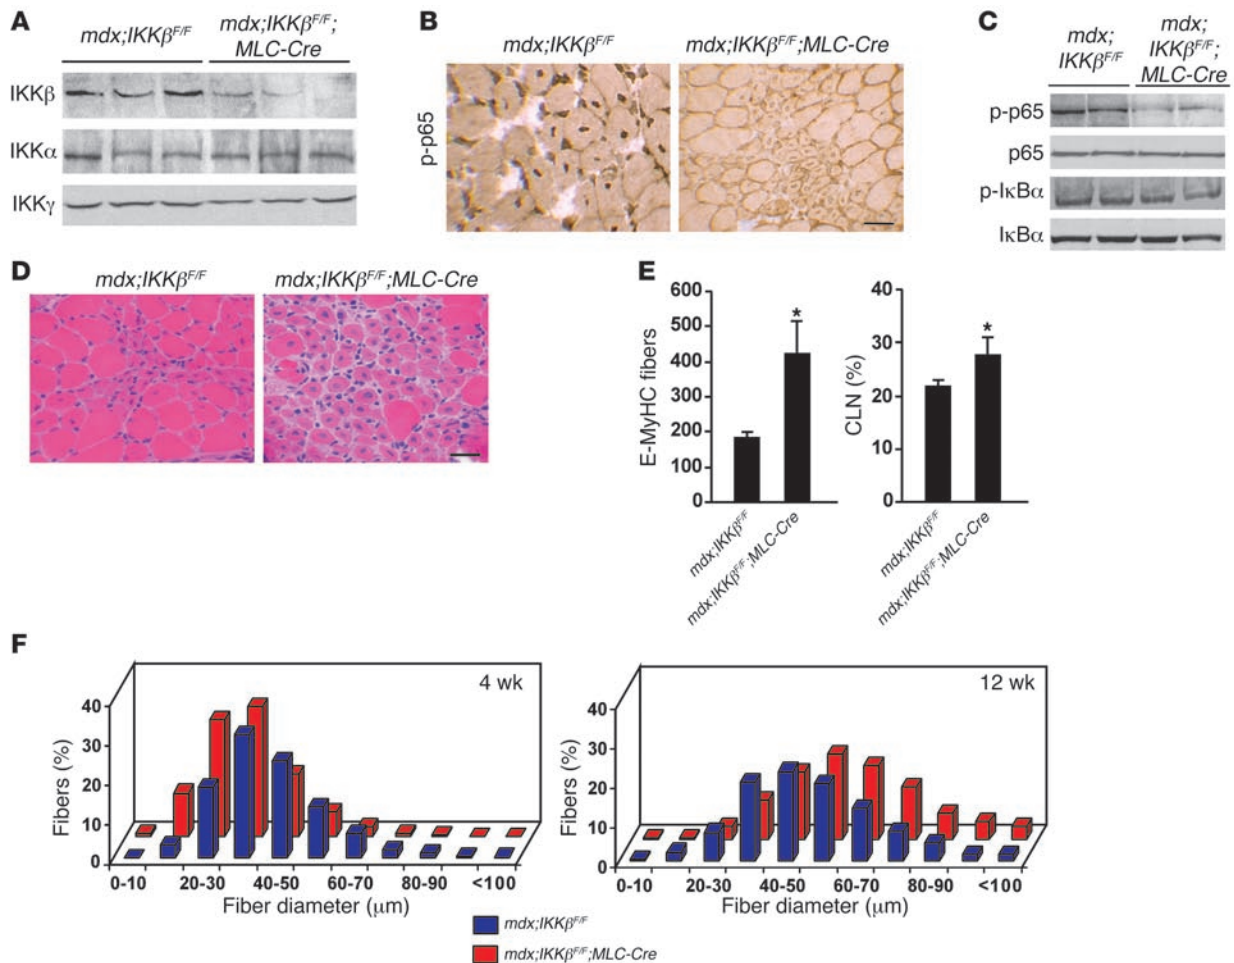 A
mdx;IKKβF/F
mdx;IKKβF/F;
MLC-Cre
IKKβ
IKKα
IKKγ
B
mdx;IKKβF/F
mdx;IKKβF/F;MLC-Cre
p-p65
C
mdx;
IKKβF/F
mdx;
IKKβF/F;
MLC-Cre
p-p65
p65
p-IκBα
IκBα
D
mdx;IKKβF/F
mdx;IKKβF/F;MLC-Cre
E
E-MyHC fibers
600
500
400
300
200
100
0
*
mdx;IKKβF/F
mdx;IKKβF/F;MLC-Cre
CLN (%)
40
30
20
10
0
*
mdx;IKKβF/F
mdx;IKKβF/F;MLC-Cre
F
4 wk
Fibers (%)
40
30
20
10
0
0-10 20-30 40-50 60-70 80-90 <100
Fiber diameter (μm)
12 wk
Fibers (%)
40
30
20
10
0
0-10 20-30 40-50 60-70 80-90 <100
Fiber diameter (μm)
mdx;IKKβF/F
mdx;IKKβF/F;MLC-Cre